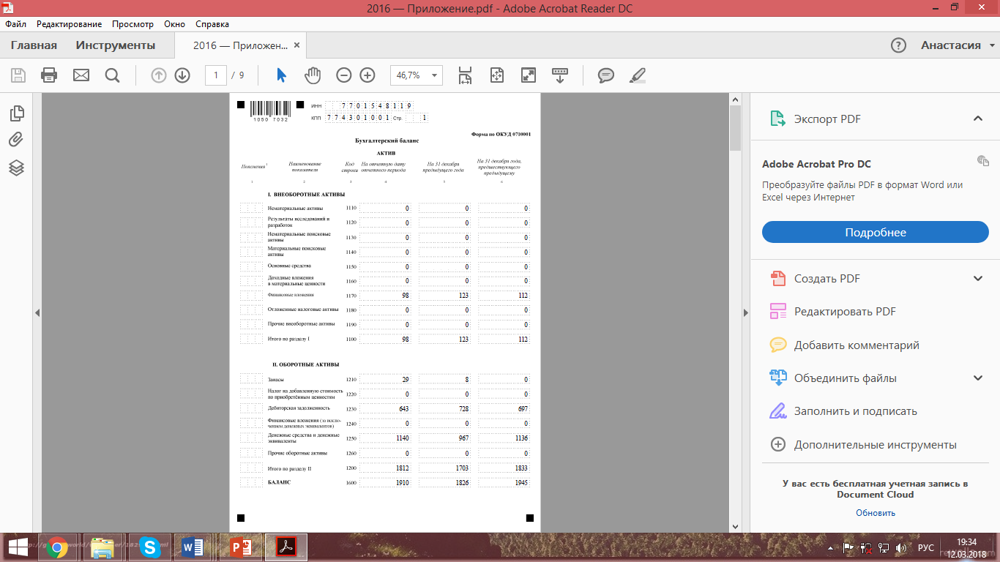 2016 — Приложение.pdf - Adobe Acrobat Reader DC
Файл Редактирование Просмотр Окно Справка
Главная Инструменты 2016 — Приложен... × Анастасия
1 / 9 46,7%
1050 7032
ИНН 7701548119
КПП 774301001 Стр. 1
Форма по ОКУД 0710001
Бухгалтерский баланс
АКТИВ
Пояснения 1 Наименование показателя Код строки На отчетную дату отчетного периода На 31 декабря предыдущего года На 31 декабря года, предшествующего предыдущему
1 2 3 4 5 6
I. ВНЕОБОРОТНЫЕ АКТИВЫ
Нематериальные активы 1110 0 0 0
Результаты исследований и разработок 1120 0 0 0
Нематериальные поисковые активы 1130 0 0 0
Материальные поисковые активы 1140 0 0 0
Основные средства 1150 0 0 0
Доходные вложения в материальные ценности 1160 0 0 0
Финансовые вложения 1170 98 123 112
Отложенные налоговые активы 1180 0 0 0
Прочие внеоборотные активы 1190 0 0 0
Итого по разделу I 1100 98 123 112
II. ОБОРОТНЫЕ АКТИВЫ
Запасы 1210 29 8 0
Налог на добавленную стоимость по приобретённым ценностям 1220 0 0 0
Дебиторская задолженность 1230 643 728 697
Финансовые вложения (за исключением денежных эквивалентов) 1240 0 0 0
Денежные средства и денежные эквиваленты 1250 1140 967 1136
Прочие оборотные активы 1260 0 0 0
Итого по разделу II 1200 1812 1703 1833
БАЛАНС 1600 1910 1826 1945
Экспорт PDF
Adobe Acrobat Pro DC
Преобразуйте файлы PDF в формат Word или
Excel через Интернет
Подробнее
Создать PDF
Редактировать PDF
Добавить комментарий
Объединить файлы
Заполнить и подписать
Дополнительные инструменты
У вас есть бесплатная учетная запись в
Document Cloud
Обновить
РУС
19:34
12.03.2018